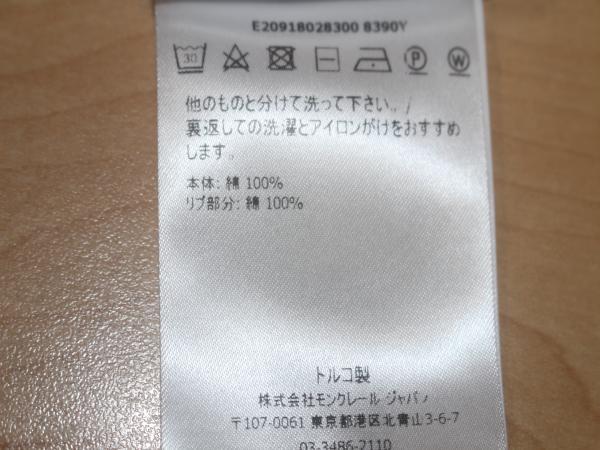 E20918028300 8390Y
30 P W
他のものと分けて洗って下さい。/
裏返しての洗濯とアイロンがけをおすすめ
します。
本体: 綿 100%
リブ部分: 綿 100%
トルコ製
株式会社モンクレール ジャパン
〒107-0061 東京都港区北青山3-6-7
03-3486-2110